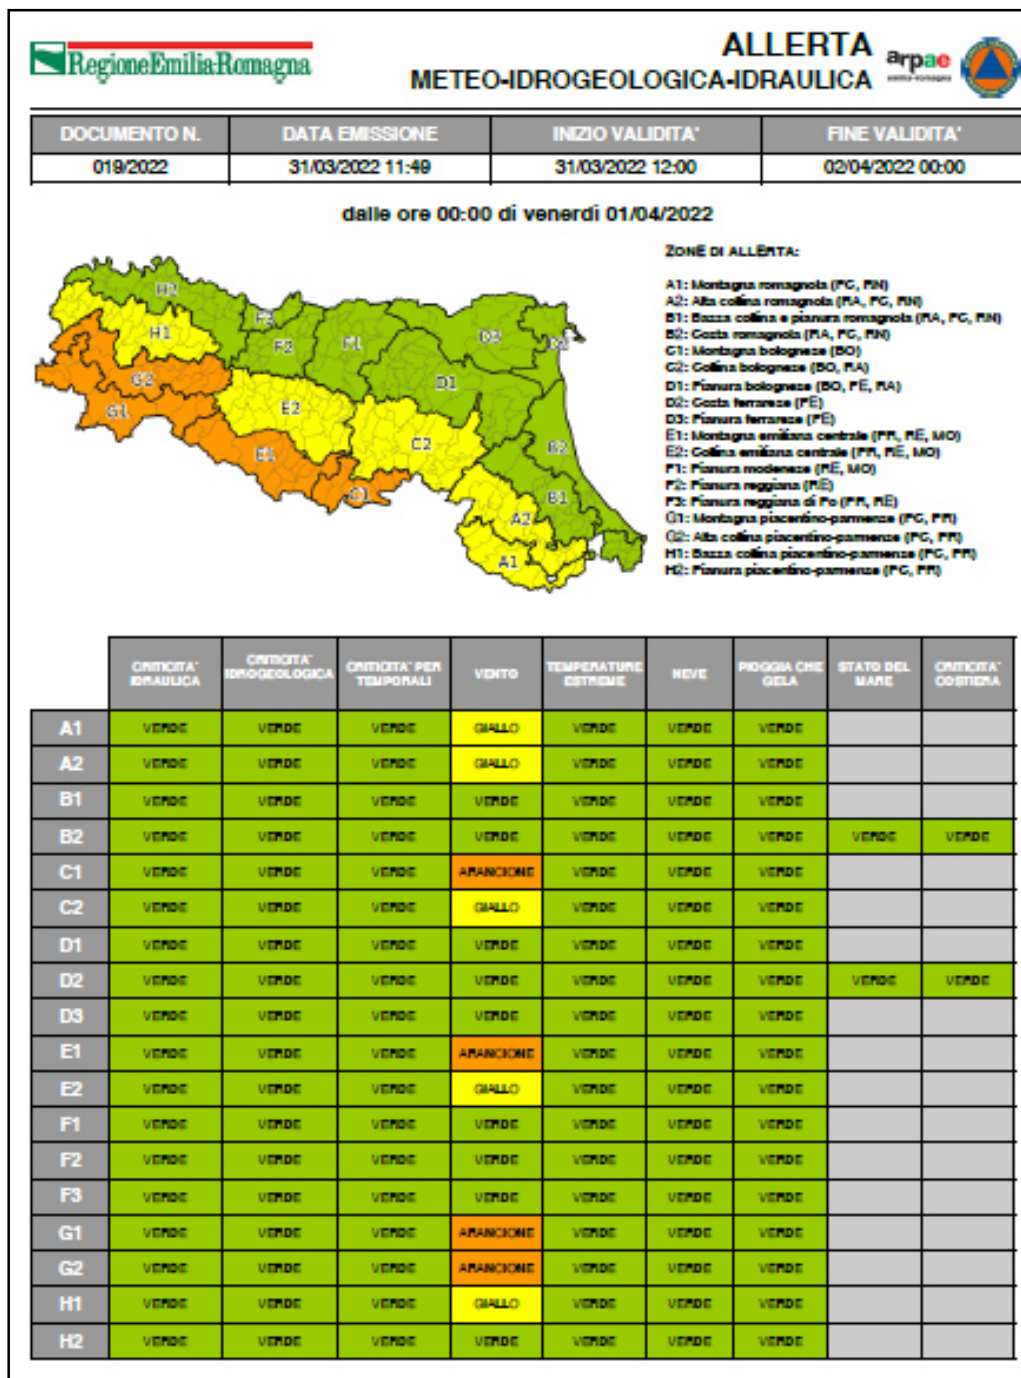 RegioneEmilia-Romagna
ALLERTA
METEO-IDROGEOLOGICA-IDRAULICA
arpae
DOCUMENTO N. DATA EMISSIONE INIZIO VALIDITA' FINE VALIDITA'
019/2022 31/03/2022 11:49 31/03/2022 12:00 02/04/2022 00:00
dalle ore 00:00 di venerdì 01/04/2022
ZONE DI ALLERTA:
A1: Montagna romagnola (FC, RN)
A2: Alta collina romagnola (RA, FC, RN)
B1: Bassa collina e pianura romagnola (RA, FC, RN)
B2: Costa romagnola (RA, FC, RN)
C1: Montagna bolognese (BO)
C2: Collina bolognese (BO, RA)
D1: Pianura bolognese (BO, FE, RA)
D2: Costa ferrarese (FE)
D3: Pianura ferrarese (FE)
E1: Montagna emiliana centrale (PR, RE, MO)
E2: Collina emiliana centrale (PR, RE, MO)
F1: Pianura modenese (RE, MO)
F2: Pianura reggiana (RE)
F3: Pianura reggiana di Po (PR, RE)
G1: Montagna piacentino-parmense (PC, PR)
G2: Alta collina piacentino-parmense (PC, PR)
H1: Bassa collina piacentino-parmense (PC, PR)
H2: Pianura piacentino-parmense (PC, PR)
H2
H1
G2
G1
F3
F2
F1
D3
D2
D1
E2
E1
C2
C1
B2
B1
A2
A1
CRITICITA' IDRAULICA CRITICITA' IDROGEOLOGICA CRITICITA' PER TEMPORALI VENTO TEMPERATURE ESTREME NEVE PIOGGIA CHE GELA STATO DEL MARE CRITICITA' COSTIERA
A1 VERDE VERDE VERDE GIALLO VERDE VERDE VERDE
A2 VERDE VERDE VERDE GIALLO VERDE VERDE VERDE
B1 VERDE VERDE VERDE VERDE VERDE VERDE VERDE
B2 VERDE VERDE VERDE VERDE VERDE VERDE VERDE VERDE VERDE
C1 VERDE VERDE VERDE ARANCIONE VERDE VERDE VERDE
C2 VERDE VERDE VERDE GIALLO VERDE VERDE VERDE
D1 VERDE VERDE VERDE VERDE VERDE VERDE VERDE
D2 VERDE VERDE VERDE VERDE VERDE VERDE VERDE VERDE VERDE
D3 VERDE VERDE VERDE VERDE VERDE VERDE VERDE
E1 VERDE VERDE VERDE ARANCIONE VERDE VERDE VERDE
E2 VERDE VERDE VERDE GIALLO VERDE VERDE VERDE
F1 VERDE VERDE VERDE VERDE VERDE VERDE VERDE
F2 VERDE VERDE VERDE VERDE VERDE VERDE VERDE
F3 VERDE VERDE VERDE VERDE VERDE VERDE VERDE
G1 VERDE VERDE VERDE ARANCIONE VERDE VERDE VERDE
G2 VERDE VERDE VERDE ARANCIONE VERDE VERDE VERDE
H1 VERDE VERDE VERDE GIALLO VERDE VERDE VERDE
H2 VERDE VERDE VERDE VERDE VERDE VERDE VERDE